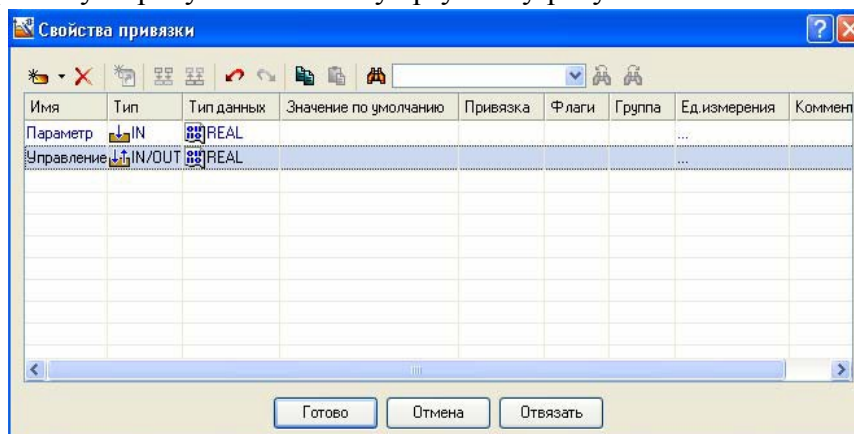 Свойства привязки
Имя Тип Тип данных Значение по умолчанию Привязка Флаги Группа Ед.измерения Коммент
Параметр IN REAL ...
Управление IN/OUT REAL ...
Готово Отмена Отвязать